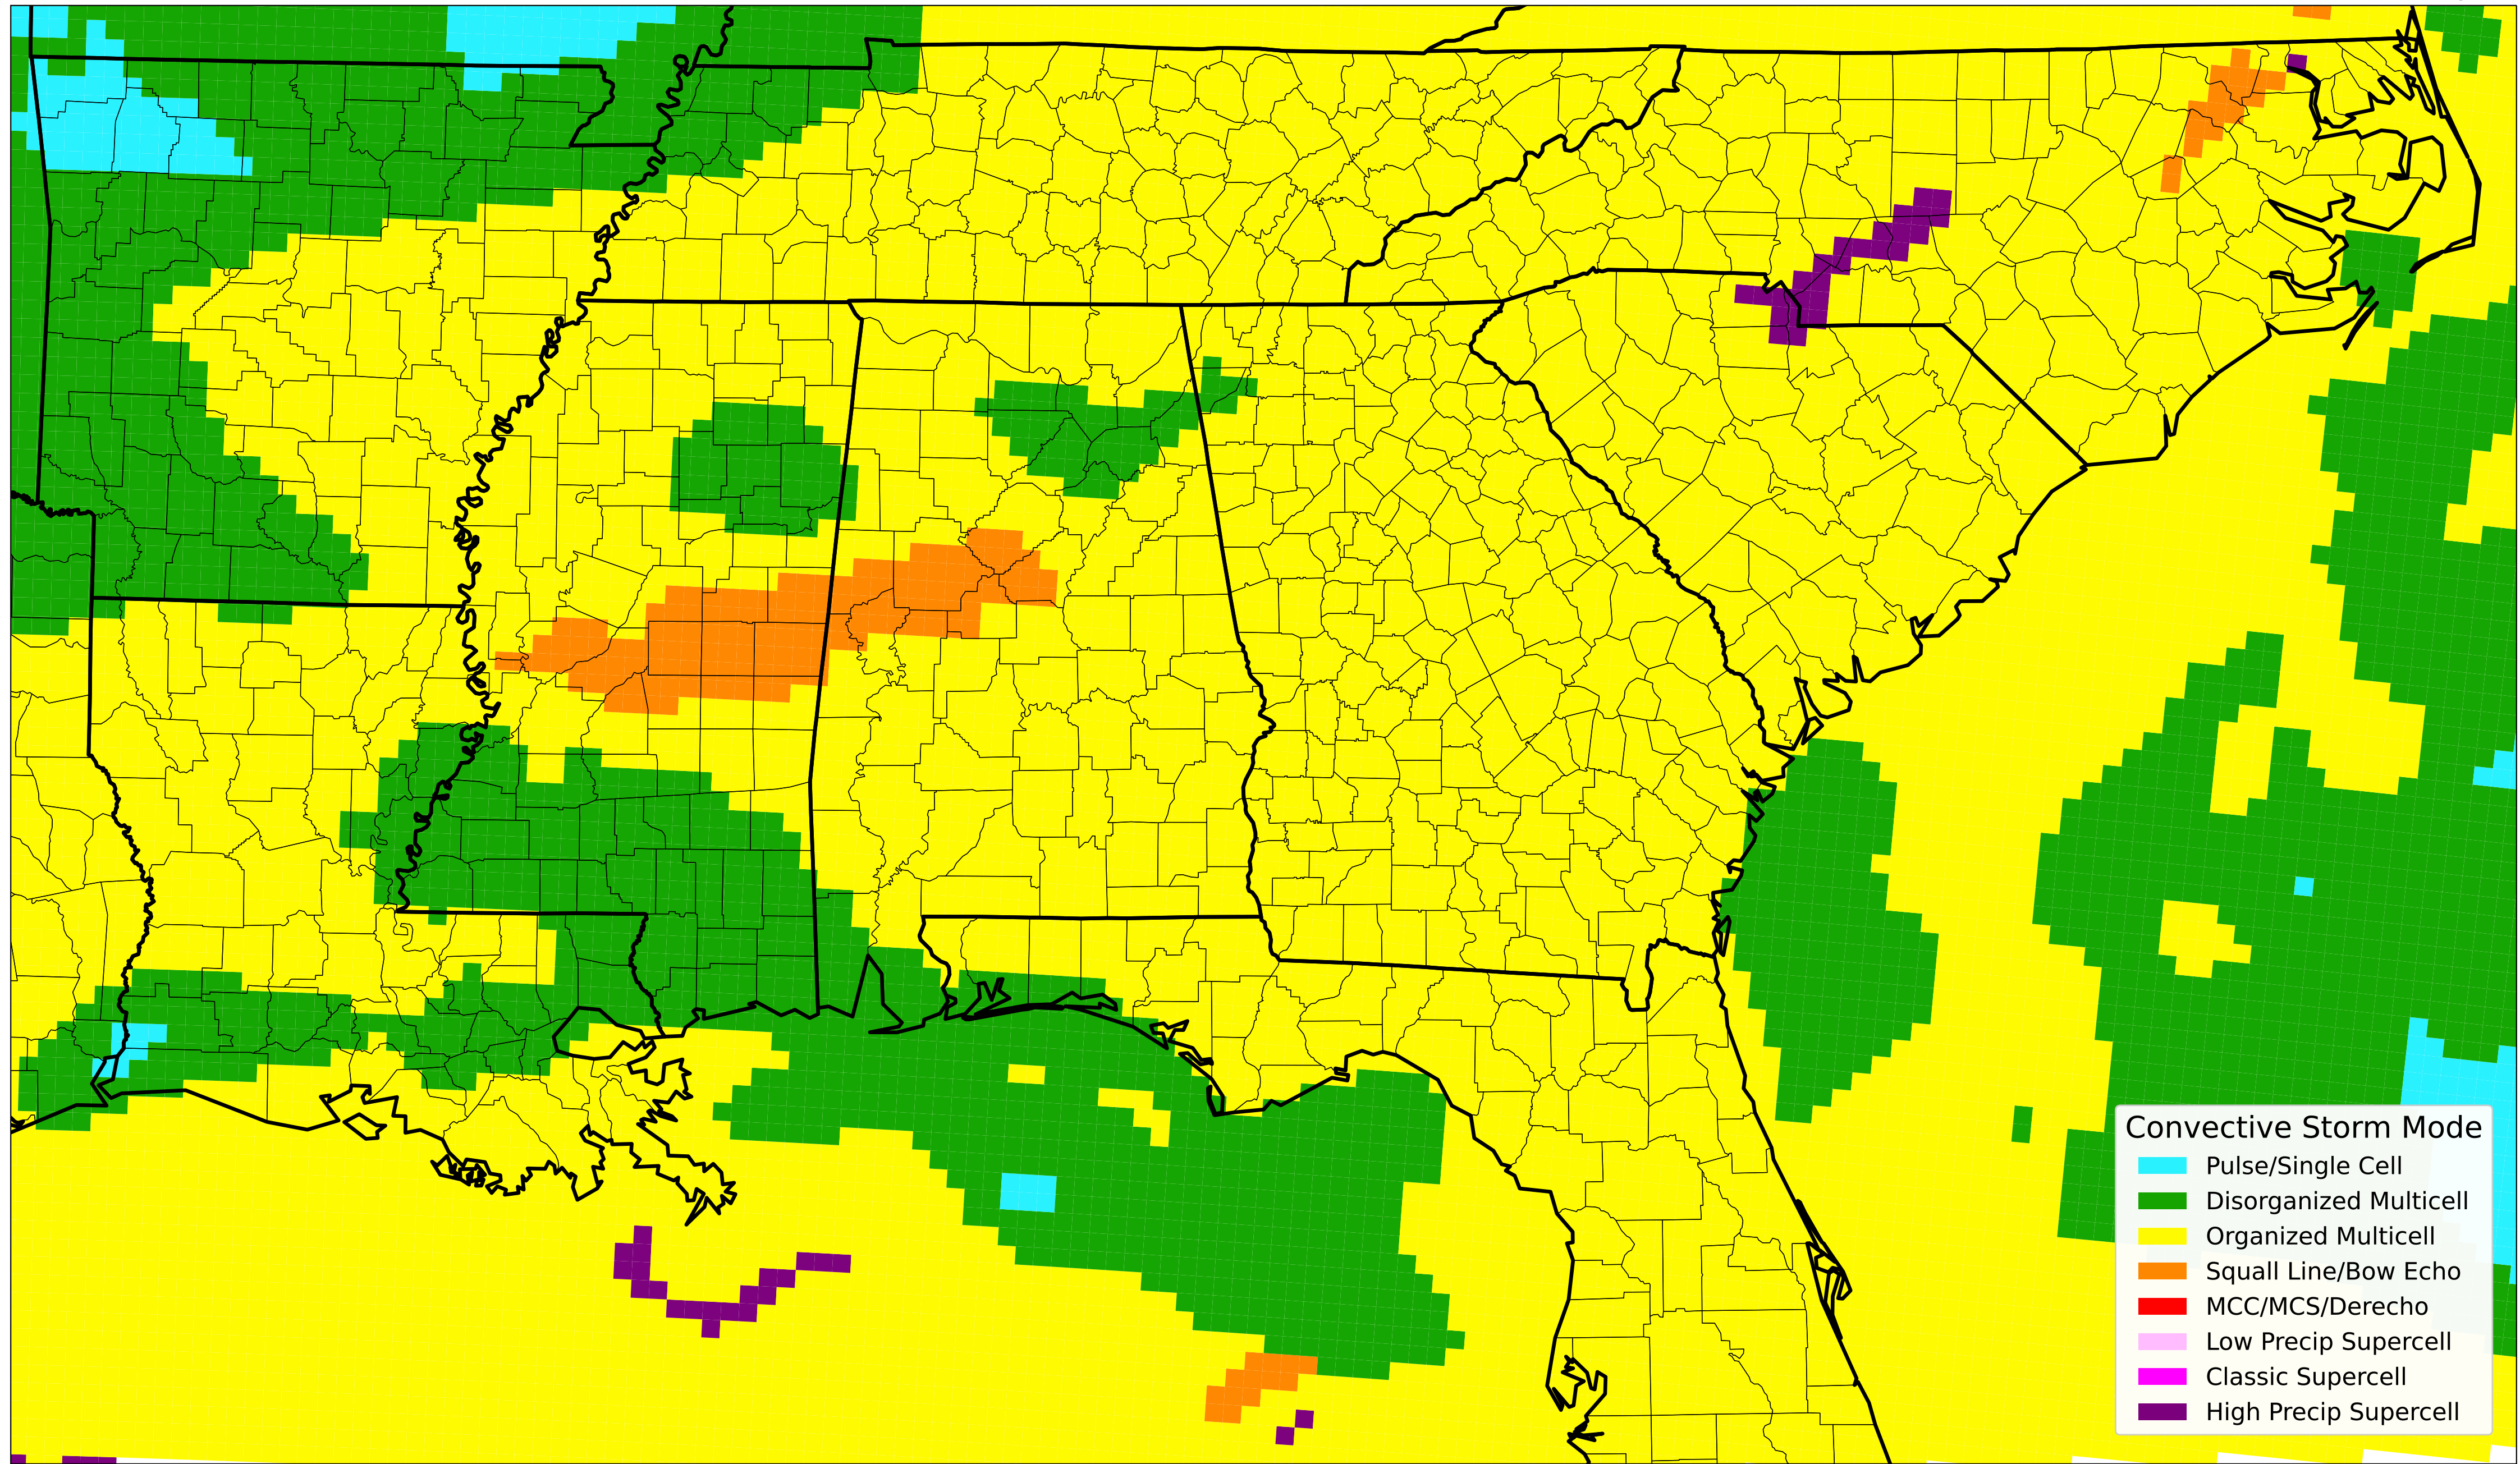 Convective Storm Mode
Pulse/Single Cell
Disorganized Multicell
Organized Multicell
Squall Line/Bow Echo
MCC/MCS/Derecho
Low Precip Supercell
Classic Supercell
High Precip Supercell